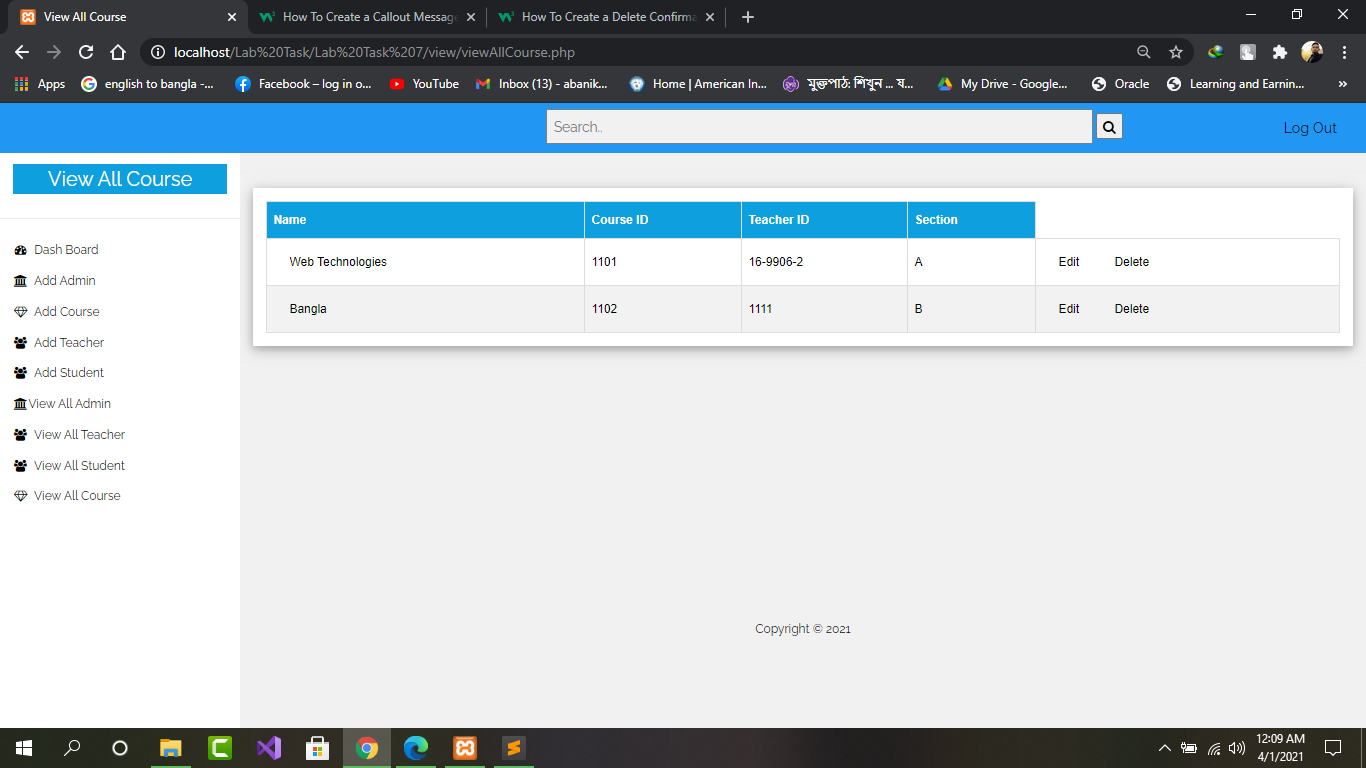 View All Course
How To Create a Callout Message
How To Create a Delete Confirma
localhost/Lab%20Task/Lab%20Task%207/view/viewAllCourse.php
Apps
english to bangla -...
Facebook – log in o...
YouTube
Inbox (13) - abanik...
Home | American In...
মুক্তপাঠ: শিখুন ... য...
My Drive - Google...
Oracle
Learning and Earnin...
»
Search..
Log Out
View All Course
Dash Board
Add Admin
Add Course
Add Teacher
Add Student
View All Admin
View All Teacher
View All Student
View All Course
Name Course ID Teacher ID Section
Web Technologies 1101 16-9906-2 A Edit Delete
Bangla 1102 1111 B Edit Delete
Copyright © 2021
12:09 AM
4/1/2021